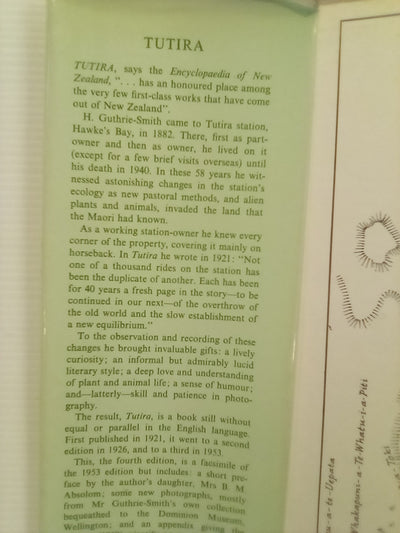 TUTIRA
TUTIRA, says the Encyclopaedia of New
Zealand, ". . . has an honoured place among
the very few first-class works that have come
out of New Zealand".
H. Guthrie-Smith came to Tutira station,
Hawke's Bay, in 1882. There, first as part-
owner and then as owner, he lived on it
(except for a few brief visits overseas) until
his death in 1940. In these 58 years he wit-
nessed astonishing changes in the station's
ecology as new pastoral methods, and alien
plants and animals, invaded the land that
the Maori had known.
As a working station-owner he knew every
corner of the property, covering it mainly on
horseback. In Tutira he wrote in 1921: "Not
one of a thousand rides on the station has
been the duplicate of another. Each has been
for 40 years a fresh page in the story—to be
continued in our next—of the overthrow of
the old world and the slow establishment of
a new equilibrium."
To the observation and recording of these
changes he brought invaluable gifts: a lively
curiosity; an informal but admirably lucid
literary style; a deep love and understanding
of plant and animal life; a sense of humour;
and—latterly—skill and patience in photo-
graphy.
The result, Tutira, is a book still without
equal or parallel in the English language.
First published in 1921, it went to a second
edition in 1926, and to a third in 1953.
This, the fourth edition, is a facsimile of
the 1953 edition but includes: a short pre-
face by the author's daughter, Mrs B. M.
Absolom; some new photographs, mostly
from Mr Guthrie-Smith's own collection
bequeathed to the Dominion Museum,
Wellington; and an appendix giving the
u-a-te-Uepata
Whakapuni-a-Te-Whatu-i-a-Piti